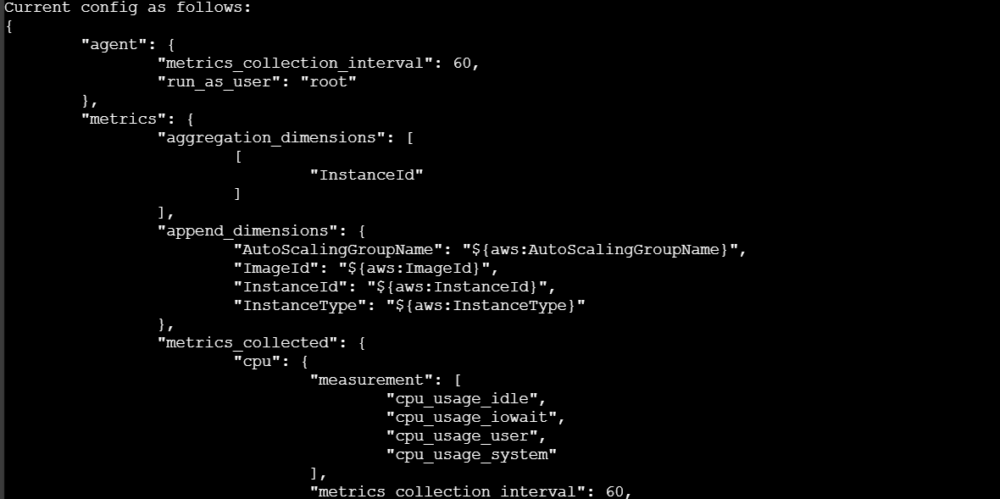 Current config as follows:
{
        "agent": {
                "metrics_collection_interval": 60,
                "run_as_user": "root"
        },
        "metrics": {
                "aggregation_dimensions": [
                        [
                                "InstanceId"
                        ]
                ],
                "append_dimensions": {
                        "AutoScalingGroupName": "${aws:AutoScalingGroupName}",
                        "ImageId": "${aws:ImageId}",
                        "InstanceId": "${aws:InstanceId}",
                        "InstanceType": "${aws:InstanceType}"
                },
                "metrics_collected": {
                        "cpu": {
                                "measurement": [
                                        "cpu_usage_idle",
                                        "cpu_usage_iowait",
                                        "cpu_usage_user",
                                        "cpu_usage_system"
                                ],
                                "metrics_collection_interval": 60,